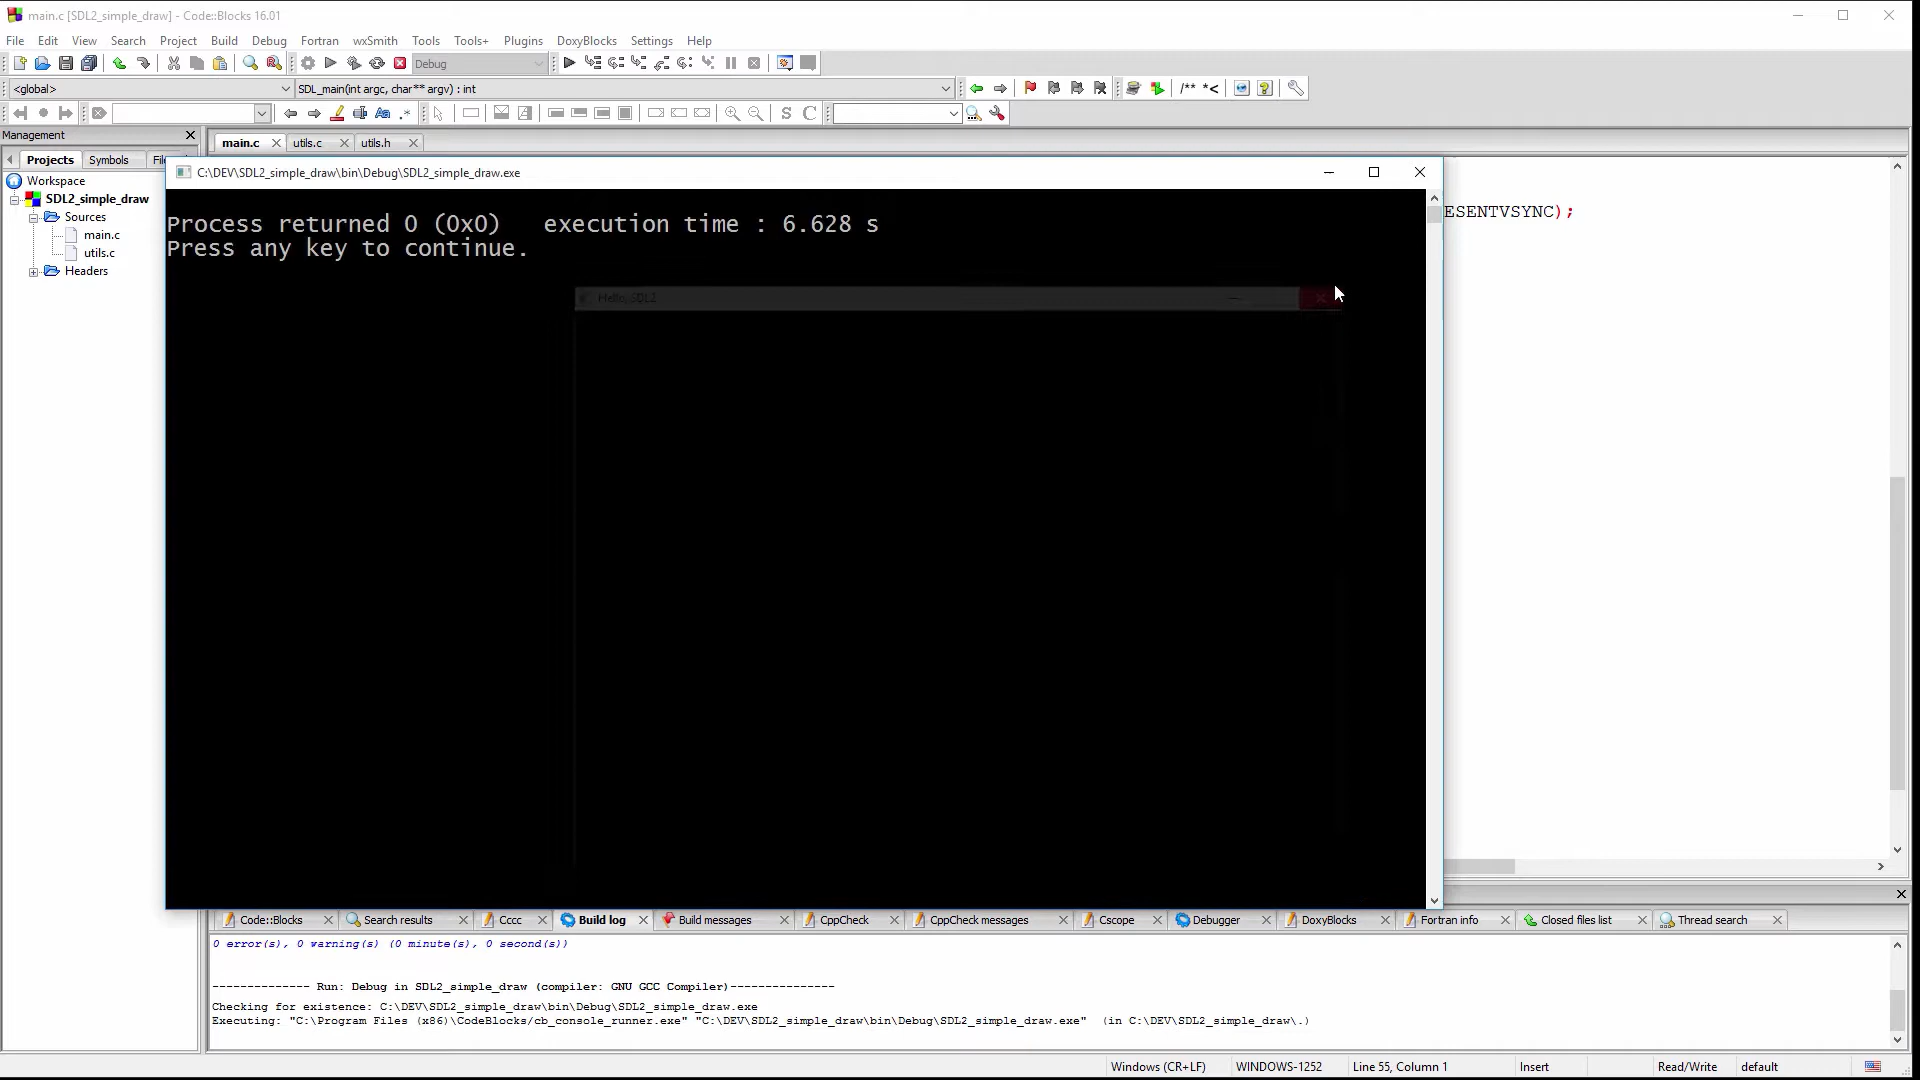 main.c [SDL2_simple_draw] - Code::Blocks 16.01
File Edit View Search Project Build Debug Fortran wxSmith Tools Tools+ Plugins DoxyBlocks Settings Help
Debug
<global> SDL_main(int argc, char** argv) : int
/** *<
Aa .* S C
Management
main.c utils.c utils.h
Projects Symbols
Workspace
SDL2_simple_draw
Sources
main.c
utils.c
Headers
C:\DEV\SDL2_simple_draw\bin\Debug\SDL2_simple_draw.exe
ESENTVSYNC);
Process returned 0 (0x0)   execution time : 6.628 s
Press any key to continue.
Hello, SDL2
Code::Blocks Search results Cccc Build log Build messages CppCheck CppCheck messages Cscope Debugger DoxyBlocks Fortran info Closed files list Thread search
0 error(s), 0 warning(s) (0 minute(s), 0 second(s))
-------------- Run: Debug in SDL2_simple_draw (compiler: GNU GCC Compiler)---------------
Checking for existence: C:\DEV\SDL2_simple_draw\bin\Debug\SDL2_simple_draw.exe
Executing: "C:\Program Files (x86)\CodeBlocks/cb_console_runner.exe" "C:\DEV\SDL2_simple_draw\bin\Debug\SDL2_simple_draw.exe"  (in C:\DEV\SDL2_simple_draw\.)
Windows (CR+LF) WINDOWS-1252 Line 55, Column 1 Insert Read/Write default